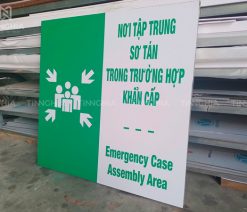 NƠI TẬP TRUNG
SƠ TÁN
TRONG TRƯỜNG HỢP
KHẨN CẤP
- - -
Emergency Case
Assembly Area